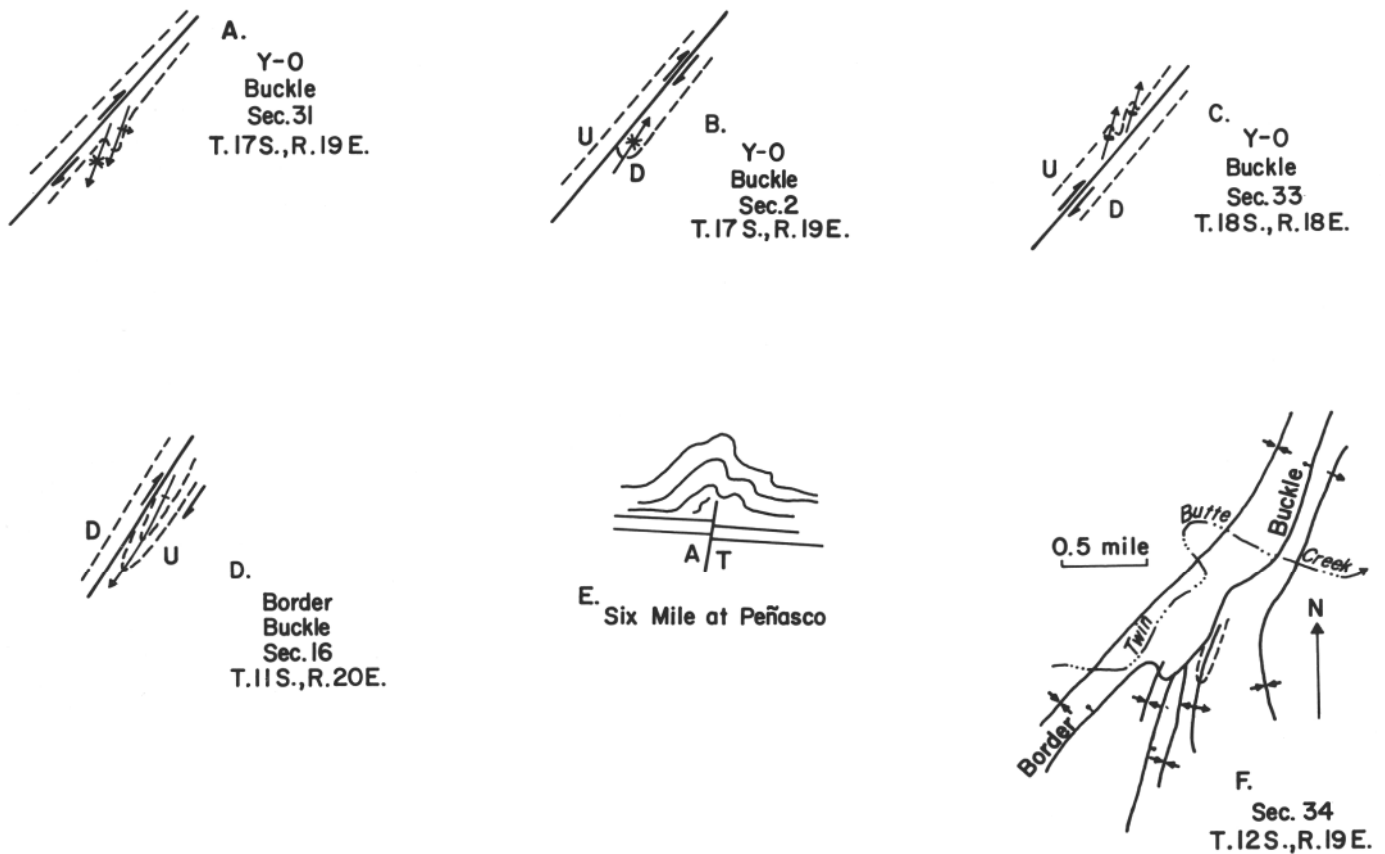 A.
Y-O
Buckle
Sec. 31
T. 17 S., R. 19 E.
U
D
B.
Y-O
Buckle
Sec. 2
T. 17 S., R. 19 E.
U
D
C.
Y-O
Buckle
Sec. 33
T. 18 S., R. 18 E.
D
U
D.
Border
Buckle
Sec. 16
T. 11 S., R. 20 E.
A T
E.
Six Mile at Peñasco
Buckle
Butte
Creek
0.5 mile
Twin
N
Border
F.
Sec. 34
T. 12 S., R. 19 E.